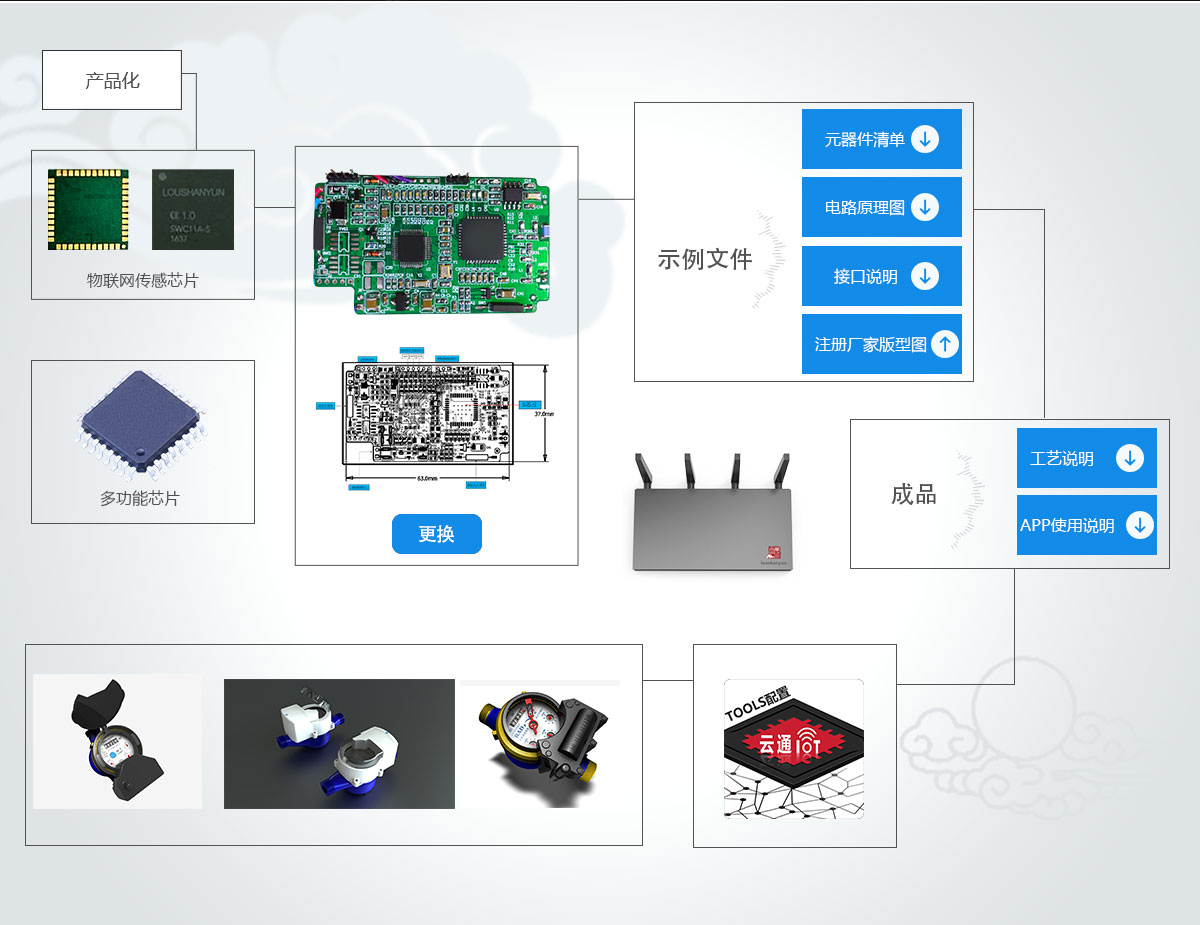 产品化
LOUSHANYUN
α1.0
SWC11A-S
1637
物联网传感芯片
多功能芯片
37.0mm
63.0mm
更换
示例文件
元器件清单
电路原理图
接口说明
注册厂家版型图
成品
工艺说明
APP使用说明
TOOLS配置
云通IOT